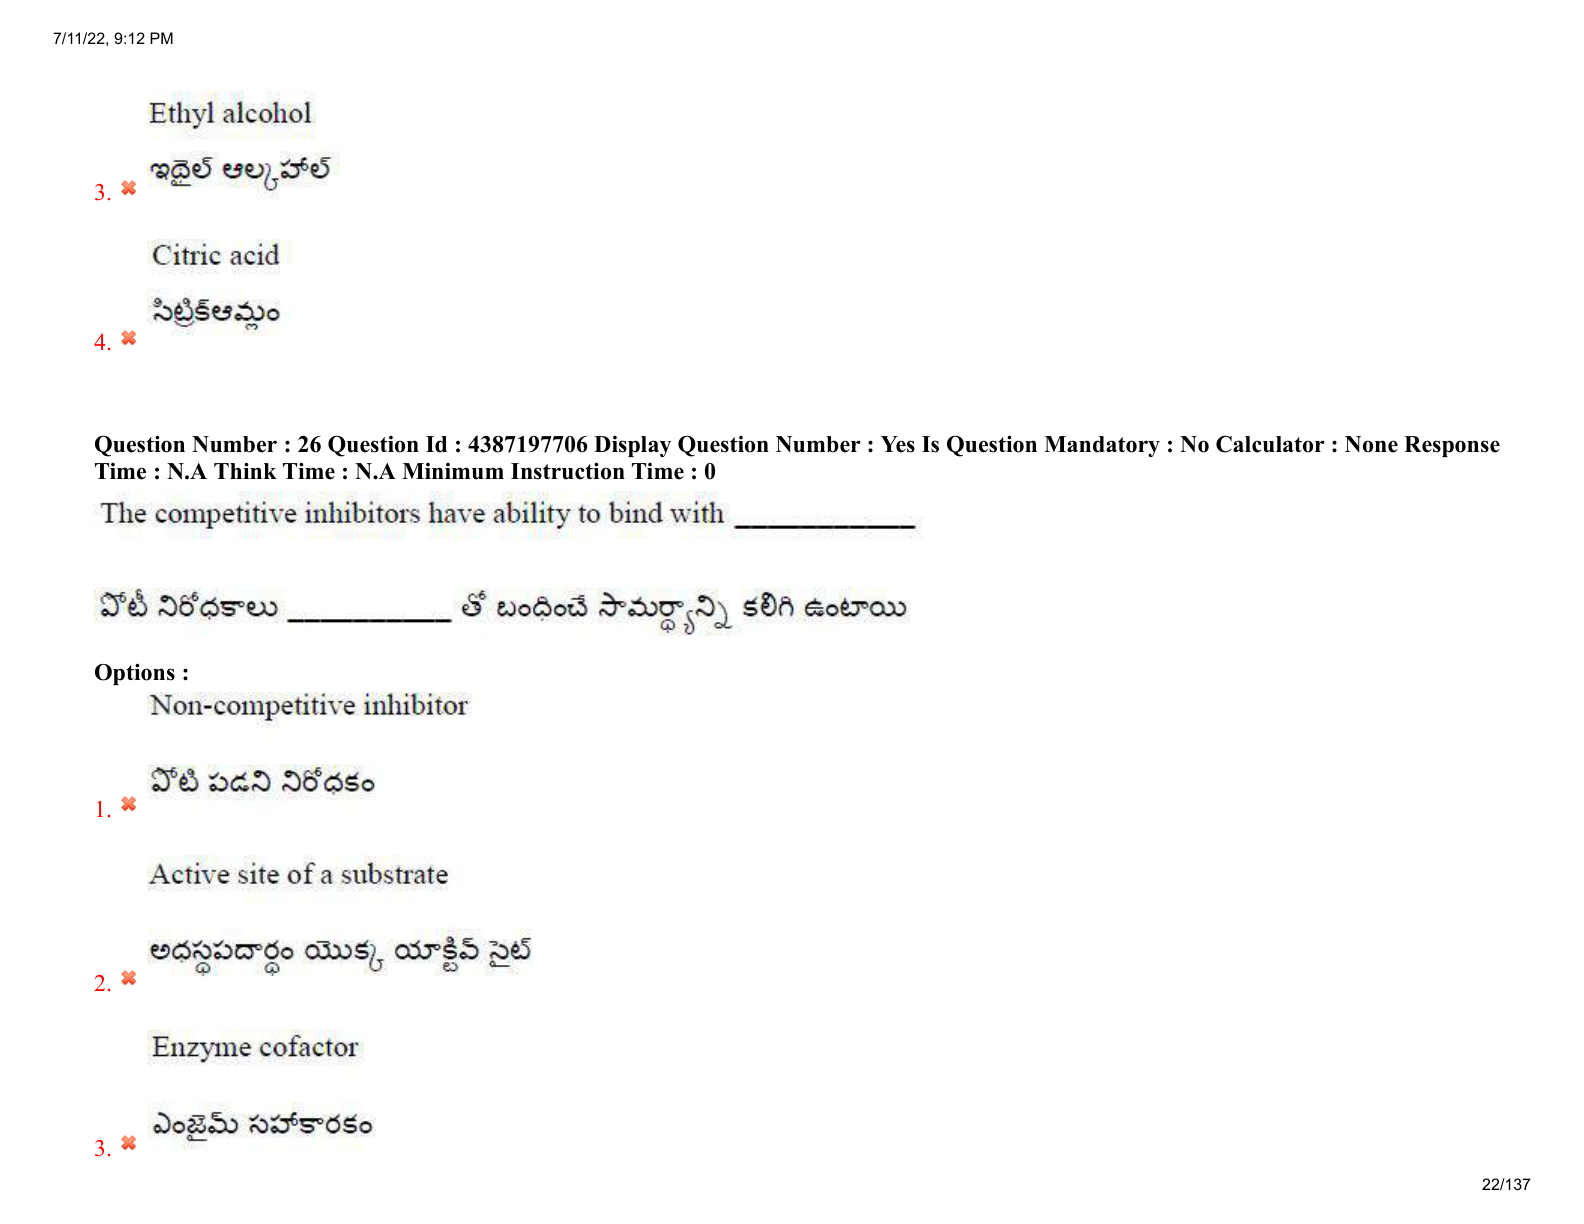 7/11/22, 9:12 PM
Ethyl alcohol
ఇథైల్ ఆల్కహాల్
3.
Citric acid
సిట్రిక్ఆమ్లం
4.
Question Number : 26 Question Id : 4387197706 Display Question Number : Yes Is Question Mandatory : No Calculator : None Response
Time : N.A Think Time : N.A Minimum Instruction Time : 0
The competitive inhibitors have ability to bind with ____________
పోటీ నిరోధకాలు ___________ తో బంధించే సామర్థ్యాన్ని కలిగి ఉంటాయి
Options :
Non-competitive inhibitor
పోటి పడని నిరోధకం
1.
Active site of a substrate
అధస్థపదార్థం యొక్క యాక్టివ్ సైట్
2.
Enzyme cofactor
ఎంజైమ్ సహాకారకం
3.
22/137